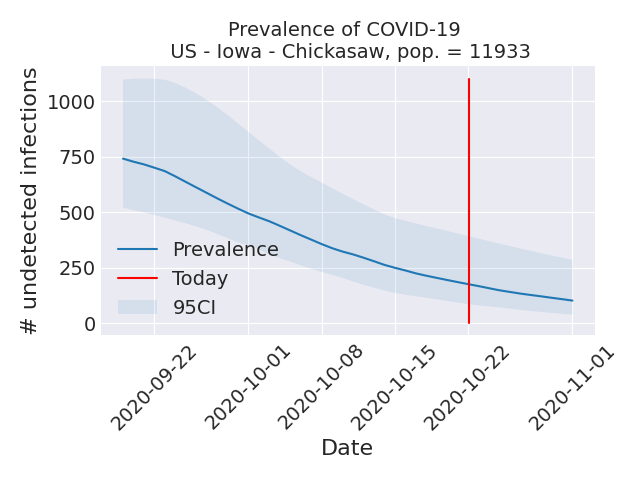 Prevalence of COVID-19
US - Iowa - Chickasaw, pop. = 11933
# undetected infections
1000
750
500
250
0
Prevalence
Today
95CI
2020-09-22
2020-10-01
2020-10-08
2020-10-15
2020-10-22
2020-11-01
Date